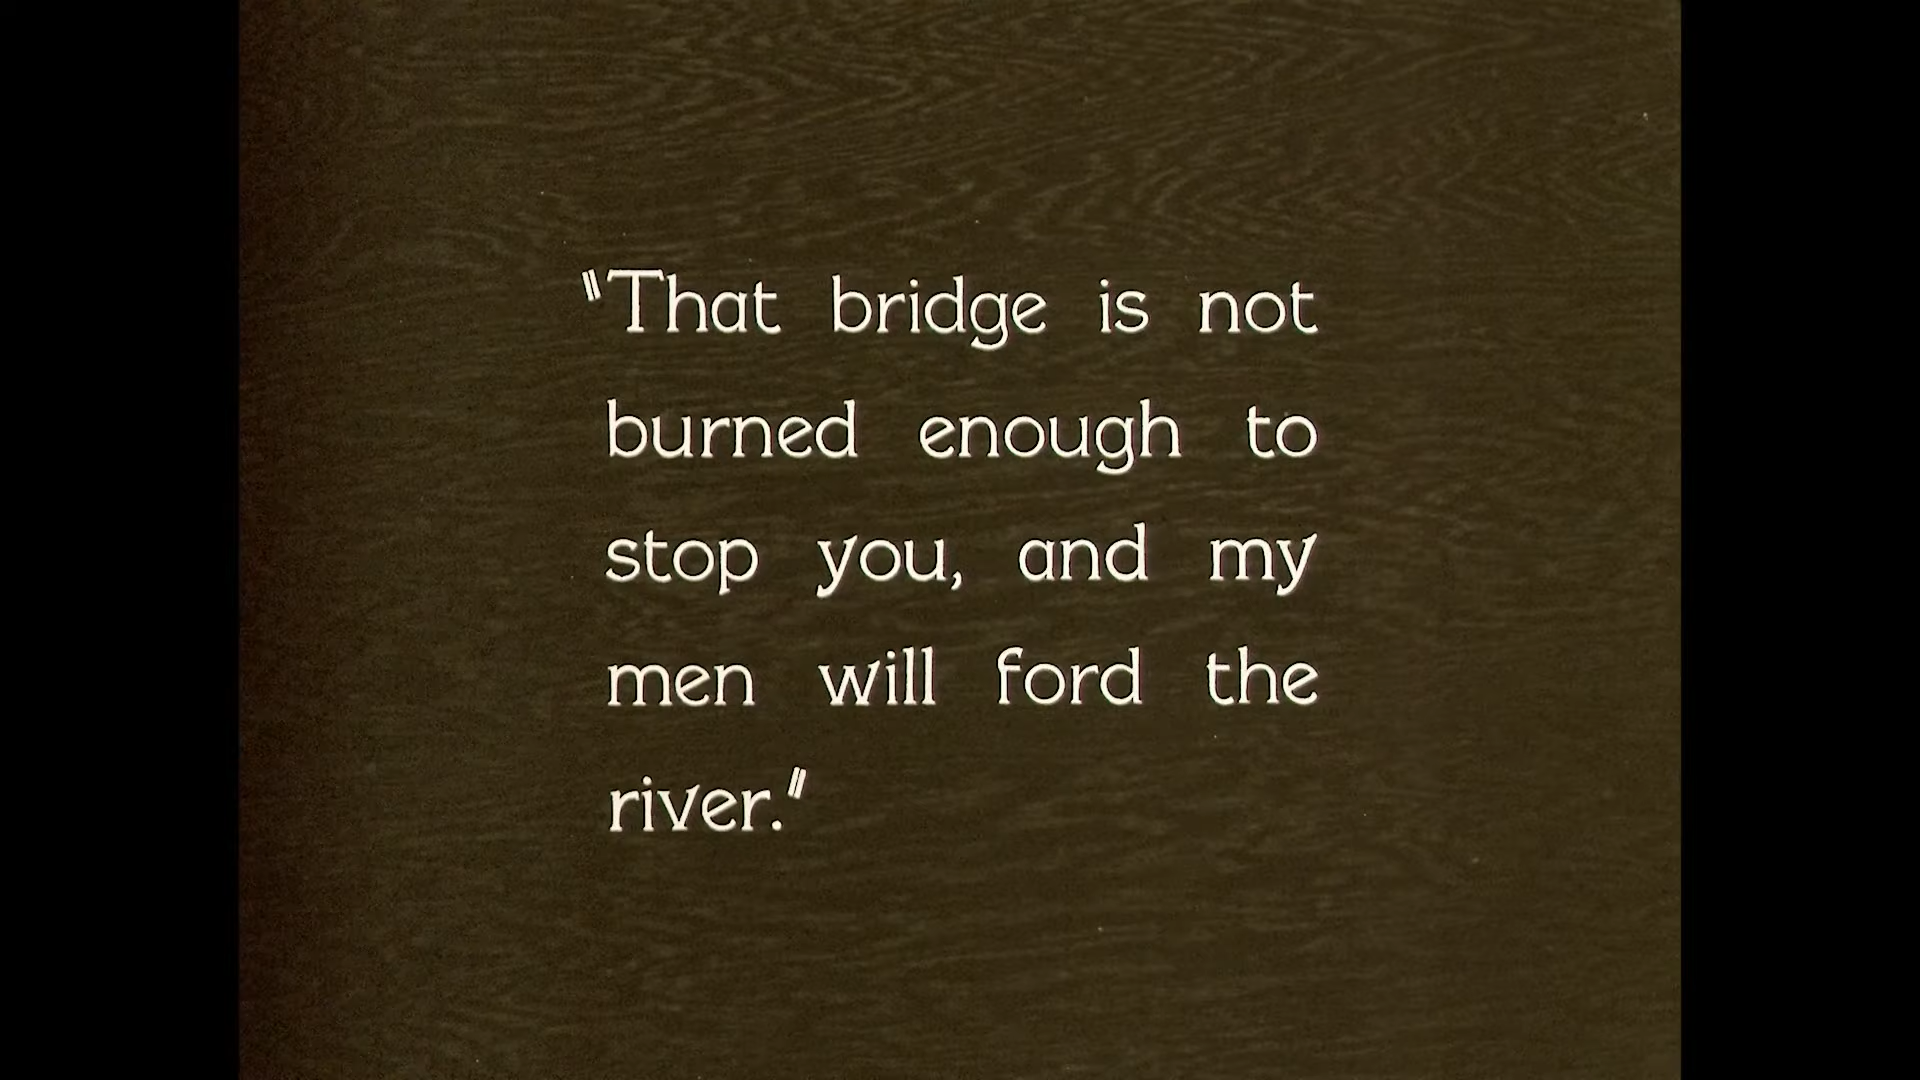 "That bridge is not
burned enough to
stop you, and my
men will ford the
river."